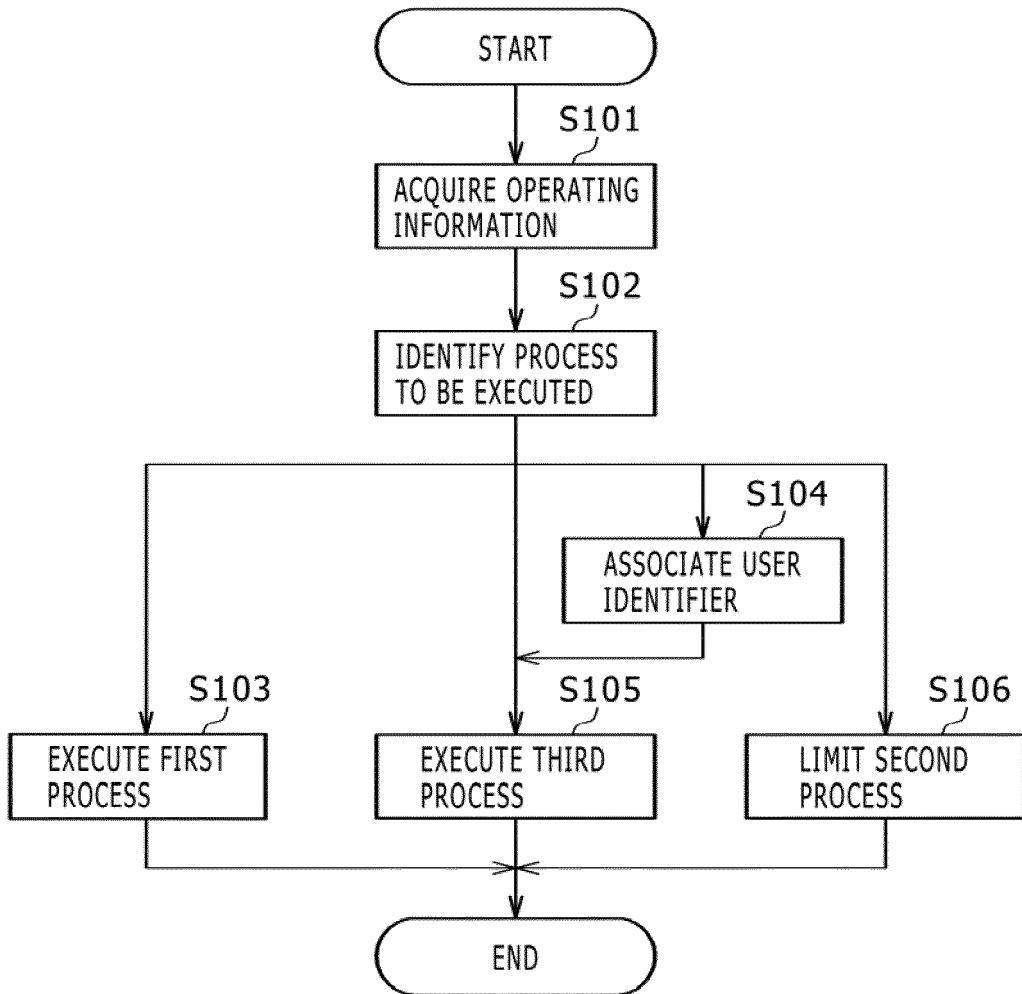 START
S101
ACQUIRE OPERATING
INFORMATION
S102
IDENTIFY PROCESS
TO BE EXECUTED
S104
ASSOCIATE USER
IDENTIFIER
S103
EXECUTE FIRST
PROCESS
S105
EXECUTE THIRD
PROCESS
S106
LIMIT SECOND
PROCESS
END